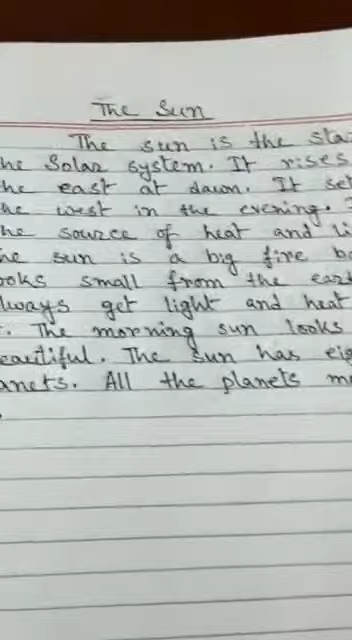 The Sun
The sun is the
Solar system. It rises
east at dawn. It
west in the evening.
source of heat and
sun is a big fire
small from the
get light and heat
The morning sun looks
The sun has
All the planets